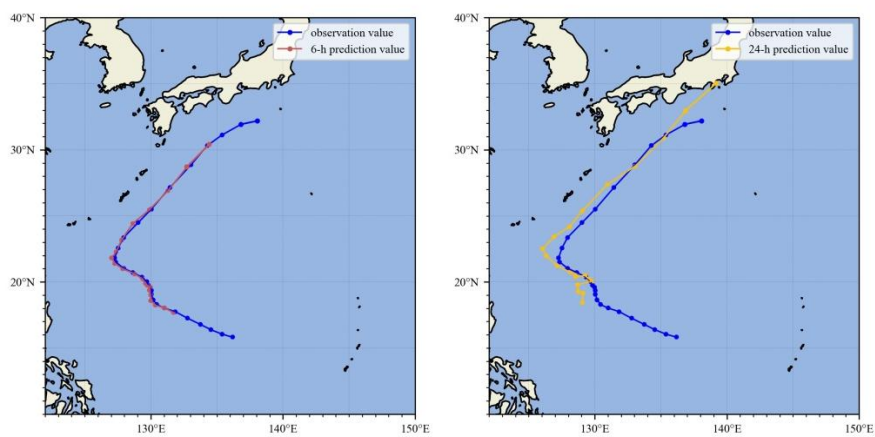 40°N
observation value
6-h prediction value
30°N
20°N
130°E
140°E
150°E
40°N
observation value
24-h prediction value
30°N
20°N
130°E
140°E
150°E